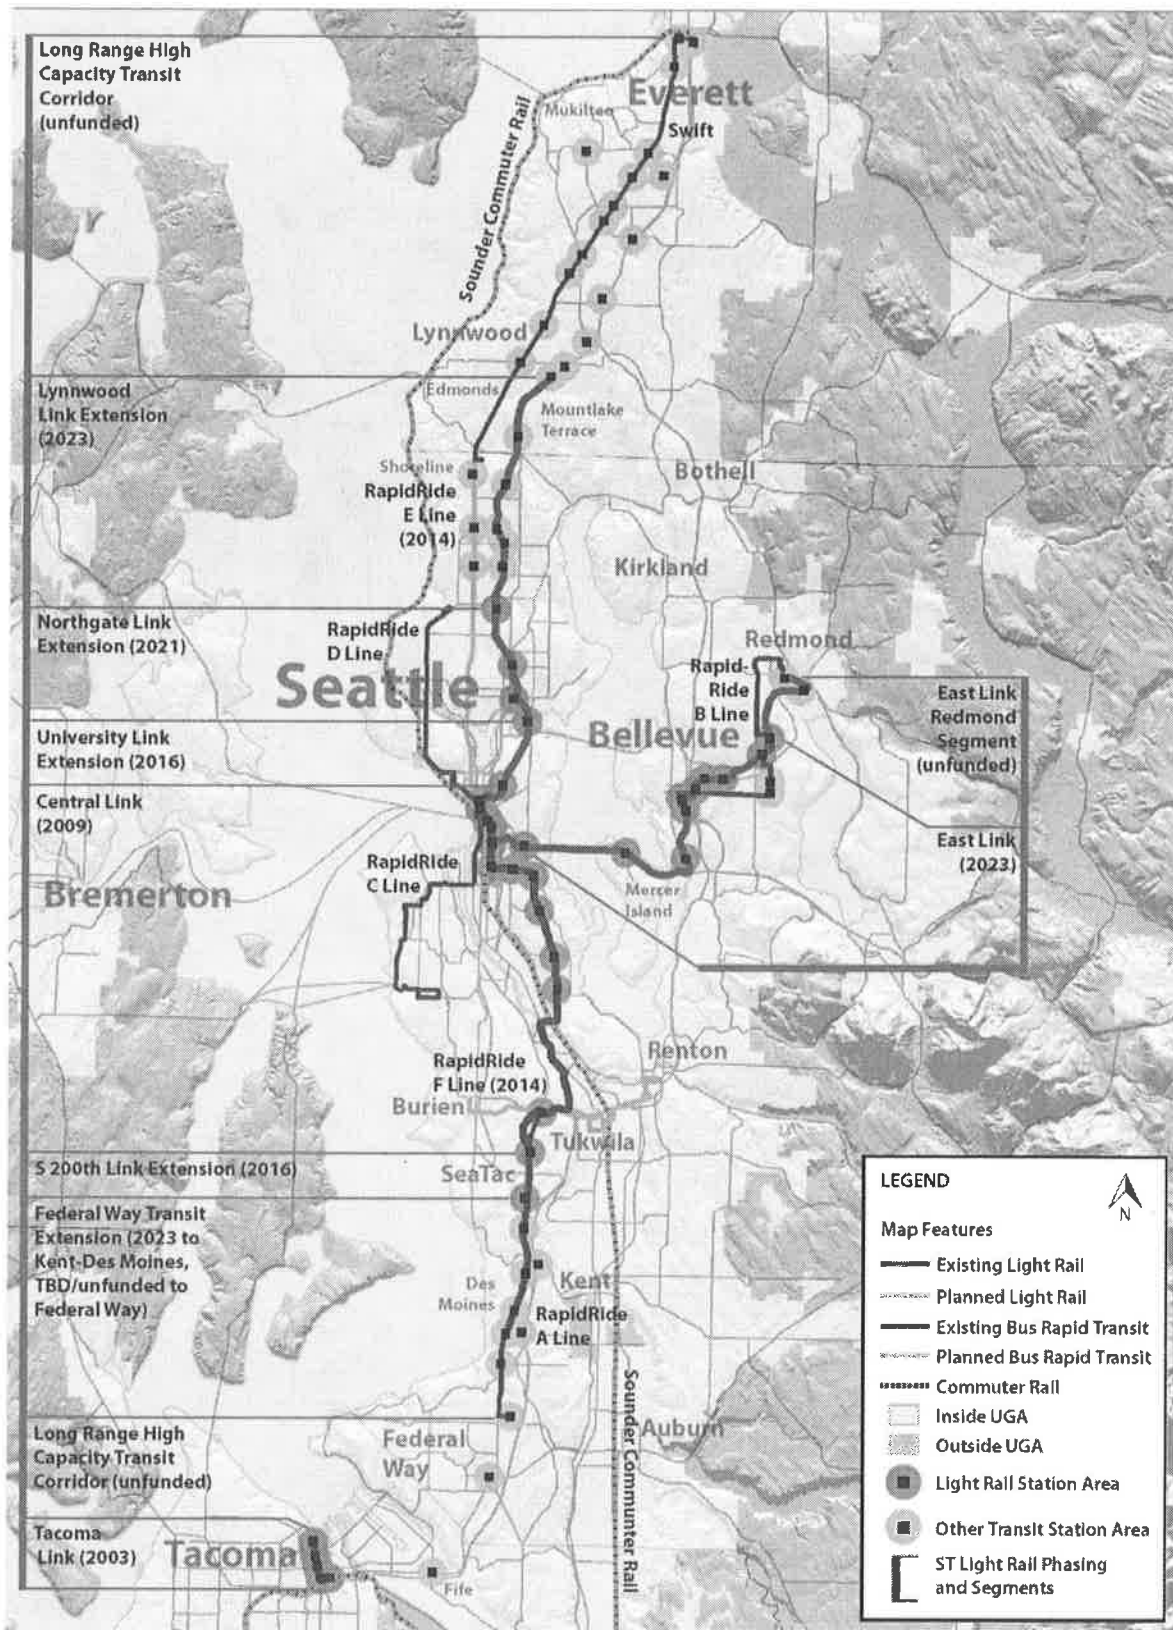 Long Range High
Capacity Transit
Corridor
(unfunded)
Mukilteo
Everett
Swift
Sounder Commuter Rail
Lynnwood
Edmonds
Lynnwood
Link Extension
(2023)
Mountlake
Terrace
Shoreline
RapidRide
E Line
(2014)
Bothell
Kirkland
Northgate Link
Extension (2021)
RapidRide
D Line
Redmond
Rapid-
Ride
B Line
Seattle
East Link
Redmond
Segment
(unfunded)
University Link
Extension (2016)
Bellevue
Central Link
(2009)
East Link
(2023)
RapidRide
C Line
Bremerton
Mercer
Island
Renton
RapidRide
F Line (2014)
Burien
Tukwila
S 200th Link Extension (2016)
SeaTac
Federal Way Transit
Extension (2023 to
Kent-Des Moines,
TBD/unfunded to
Federal Way)
Des
Moines
Kent
RapidRide
A Line
Sounder Communter Rail
Long Range High
Capacity Transit
Corridor (unfunded)
Federal
Way
Auburn
Tacoma
Link (2003)
Tacoma
Fife
LEGEND
N
Map Features
Existing Light Rail
Planned Light Rail
Existing Bus Rapid Transit
Planned Bus Rapid Transit
Commuter Rail
Inside UGA
Outside UGA
Light Rail Station Area
Other Transit Station Area
ST Light Rail Phasing
and Segments